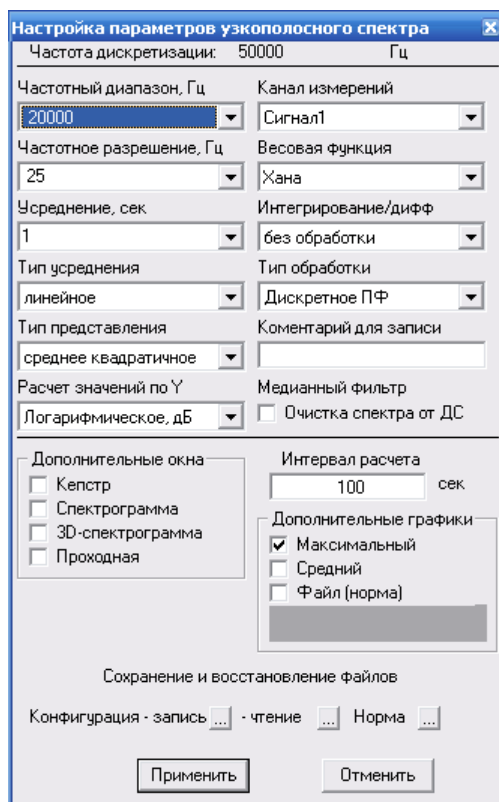 Настройка параметров узкополосного спектра
Частота дискретизации: 50000 Гц
Частотный диапазон, Гц
20000
Канал измерений
Сигнал1
Частотное разрешение, Гц
25
Весовая функция
Хана
Усреднение, сек
1
Интегрирование/дифф
без обработки
Тип усреднения
линейное
Тип обработки
Дискретное ПФ
Тип представления
среднее квадратичное
Коментарий для записи
Расчет значений по Y
Логарифмическое, дБ
Медианный фильтр
Очистка спектра от ДС
Дополнительные окна
Кепстр
Спектрограмма
3D-спектрограмма
Проходная
Интервал расчета
100 сек
Дополнительные графики
Максимальный
Средний
Файл (норма)
Сохранение и восстановление файлов
Конфигурация - запись ... - чтение ... Норма ...
Применить
Отменить